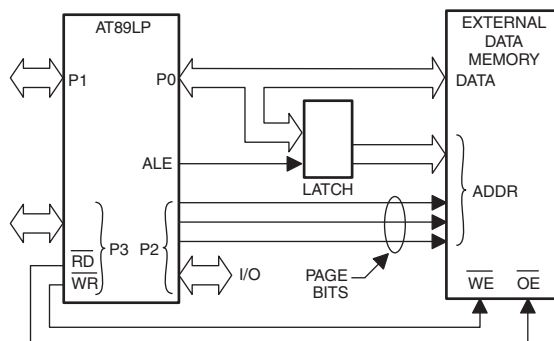 AT89LP
EXTERNAL
DATA
MEMORY
P1
P0
DATA
ALE
LATCH
ADDR
P3
P2
RD
WR
I/O
PAGE
BITS
WE
OE